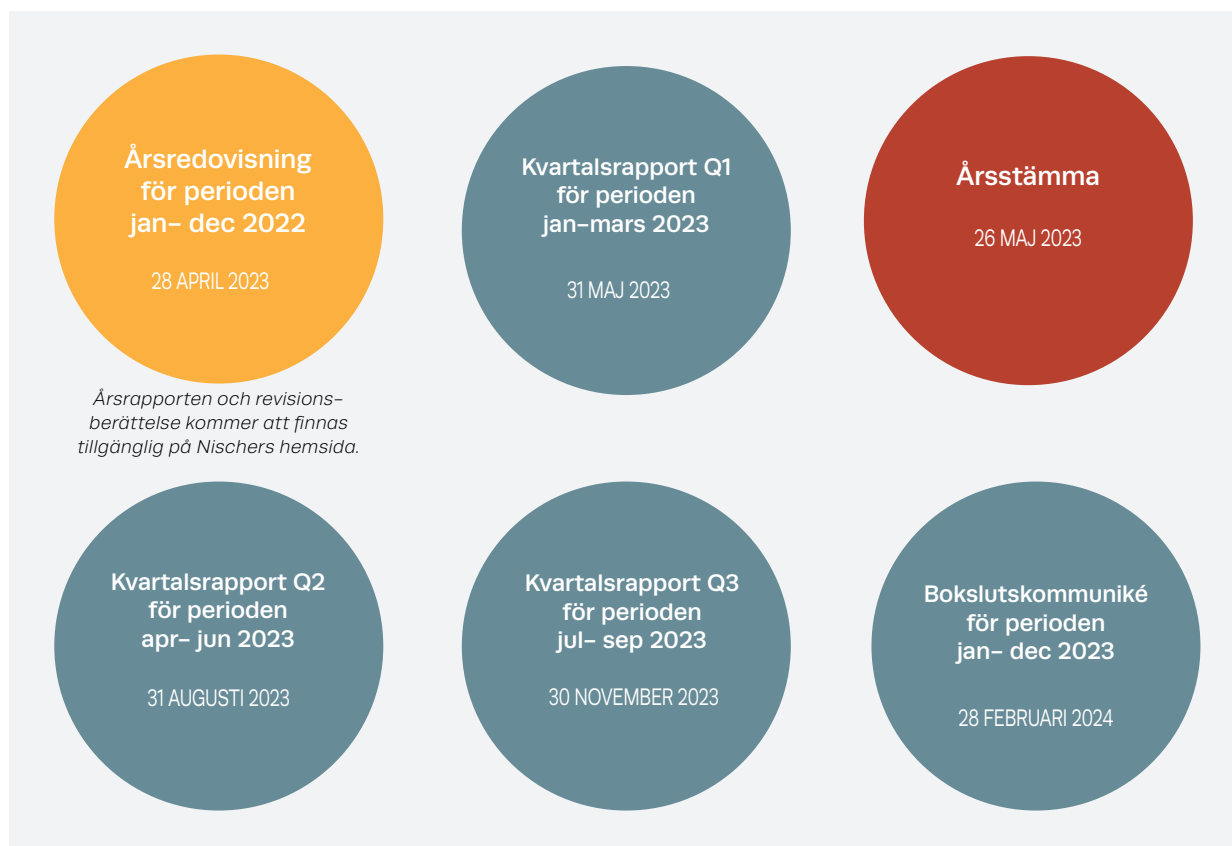 Årsredovisning
för perioden
jan– dec 2022
28 APRIL 2023
Årsrapporten och revisions–
berättelse kommer att finnas
tillgänglig på Nischers hemsida.
Kvartalsrapport Q1
för perioden
jan–mars 2023
31 MAJ 2023
Årsstämma
26 MAJ 2023
Kvartalsrapport Q2
för perioden
apr– jun 2023
31 AUGUSTI 2023
Kvartalsrapport Q3
för perioden
jul– sep 2023
30 NOVEMBER 2023
Bokslutskommuniké
för perioden
jan– dec 2023
28 FEBRUARI 2024